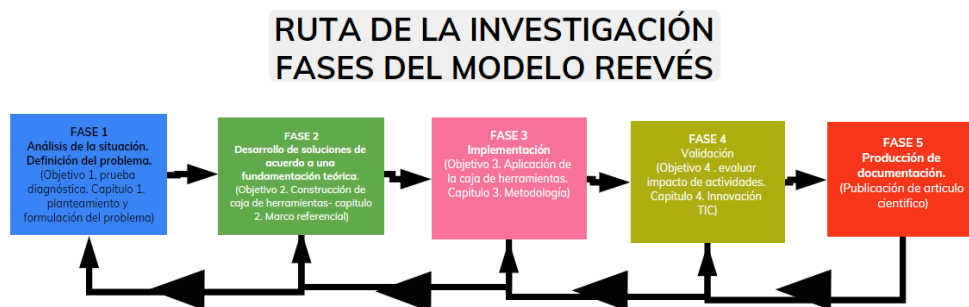 RUTA DE LA INVESTIGACIÓN
FASES DEL MODELO REEVÉS
FASE 1
Análisis de la situación.
Definición del problema.
(Objetivo 1, prueba
diagnóstica. Capitulo 1.
planteamiento y
formulación del problema)
FASE 2
Desarrollo de soluciones de
acuerdo a una
fundamentación teórica.
(Objetivo 2. Construcción de
caja de herramientas- capitulo
2. Marco referencial)
FASE 3
Implementación
(Objetivo 3. Aplicación de
la caja de herramientas.
Capitulo 3. Metodología)
FASE 4
Validación
(Objetivo 4 . evaluar
impacto de actividades.
Capitulo 4. Innovación
TIC)
FASE 5
Producción de
documentación.
(Publicación de articulo
cientifico)